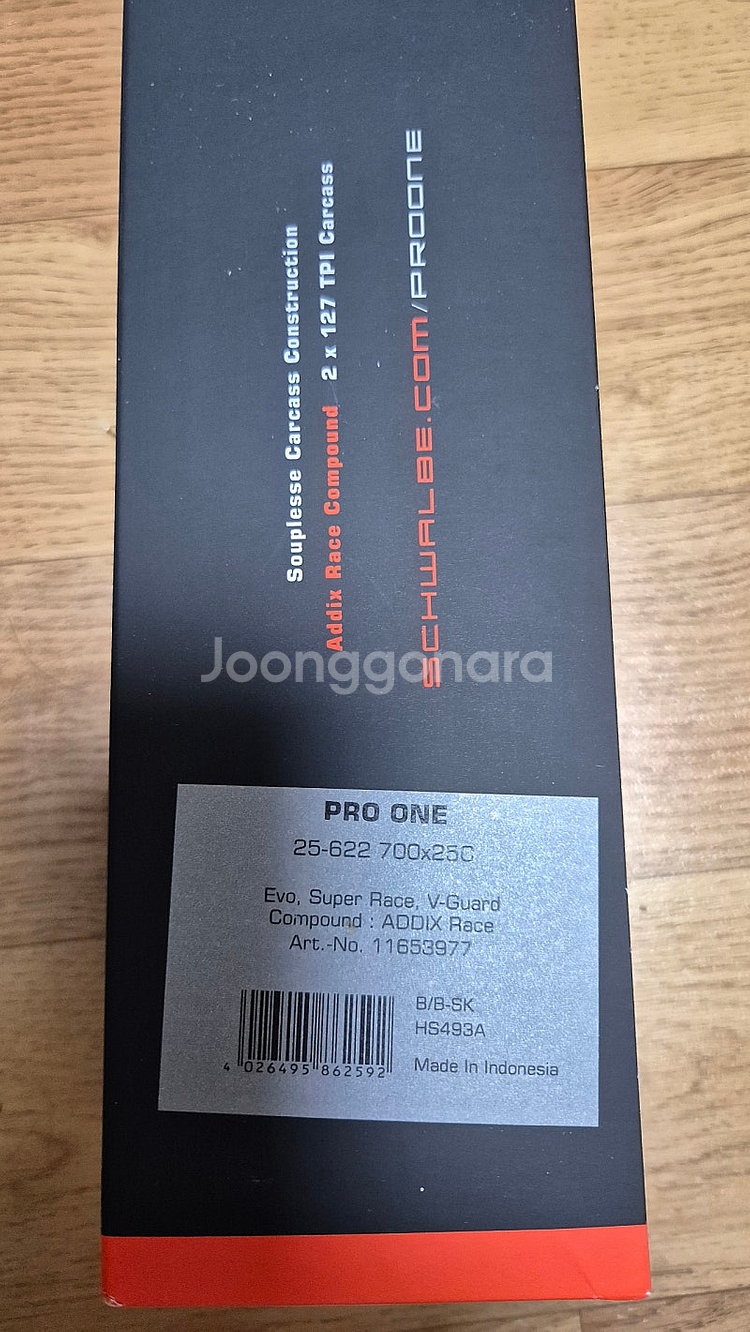 Souplesse Carcass Construction
Addix Race Compound 2 x 127 TPI Carcass
SCHWALBE.COM/PROONE
Joonggonara
PRO ONE
25-622 700x25C
Evo, Super Race, V-Guard
Compound : ADDIX Race
Art.-No. 11653977
B/B-SK
HS493A
Made In Indonesia
4 026495 862592